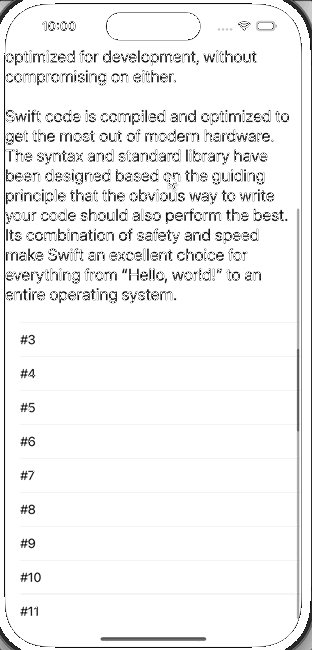 10:00
optimized for development, without
compromising on either.
Swift code is compiled and optimized to
get the most out of modern hardware.
The syntax and standard library have
been designed based on the guiding
principle that the obvious way to write
your code should also perform the best.
Its combination of safety and speed
make Swift an excellent choice for
everything from “Hello, world!” to an
entire operating system.
#3
#4
#5
#6
#7
#8
#9
#10
#11